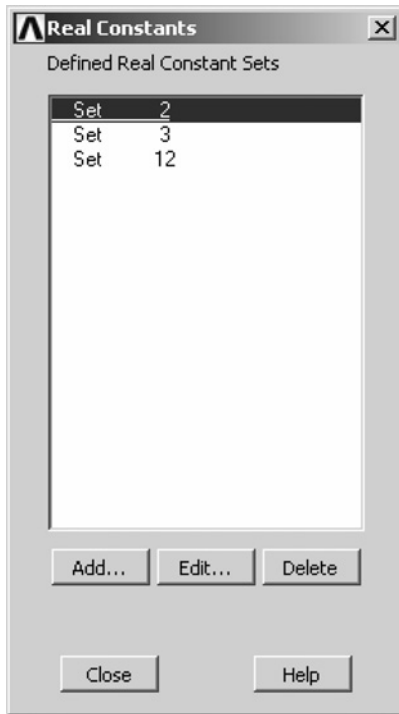 Real Constants
Defined Real Constant Sets
Set 2
Set 3
Set 12
Add... Edit... Delete
Close Help